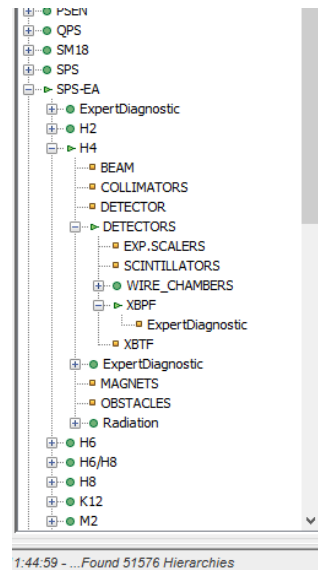 PSEN
QPS
SM18
SPS
SPS-EA
ExpertDiagnostic
H2
H4
BEAM
COLLIMATORS
DETECTOR
DETECTORS
EXP.SCALERS
SCINTILLATORS
WIRE_CHAMBERS
XBPF
ExpertDiagnostic
XBTF
ExpertDiagnostic
MAGNETS
OBSTACLES
Radiation
H6
H6/H8
H8
K12
M2
1:44:59 - ...Found 51576 Hierarchies